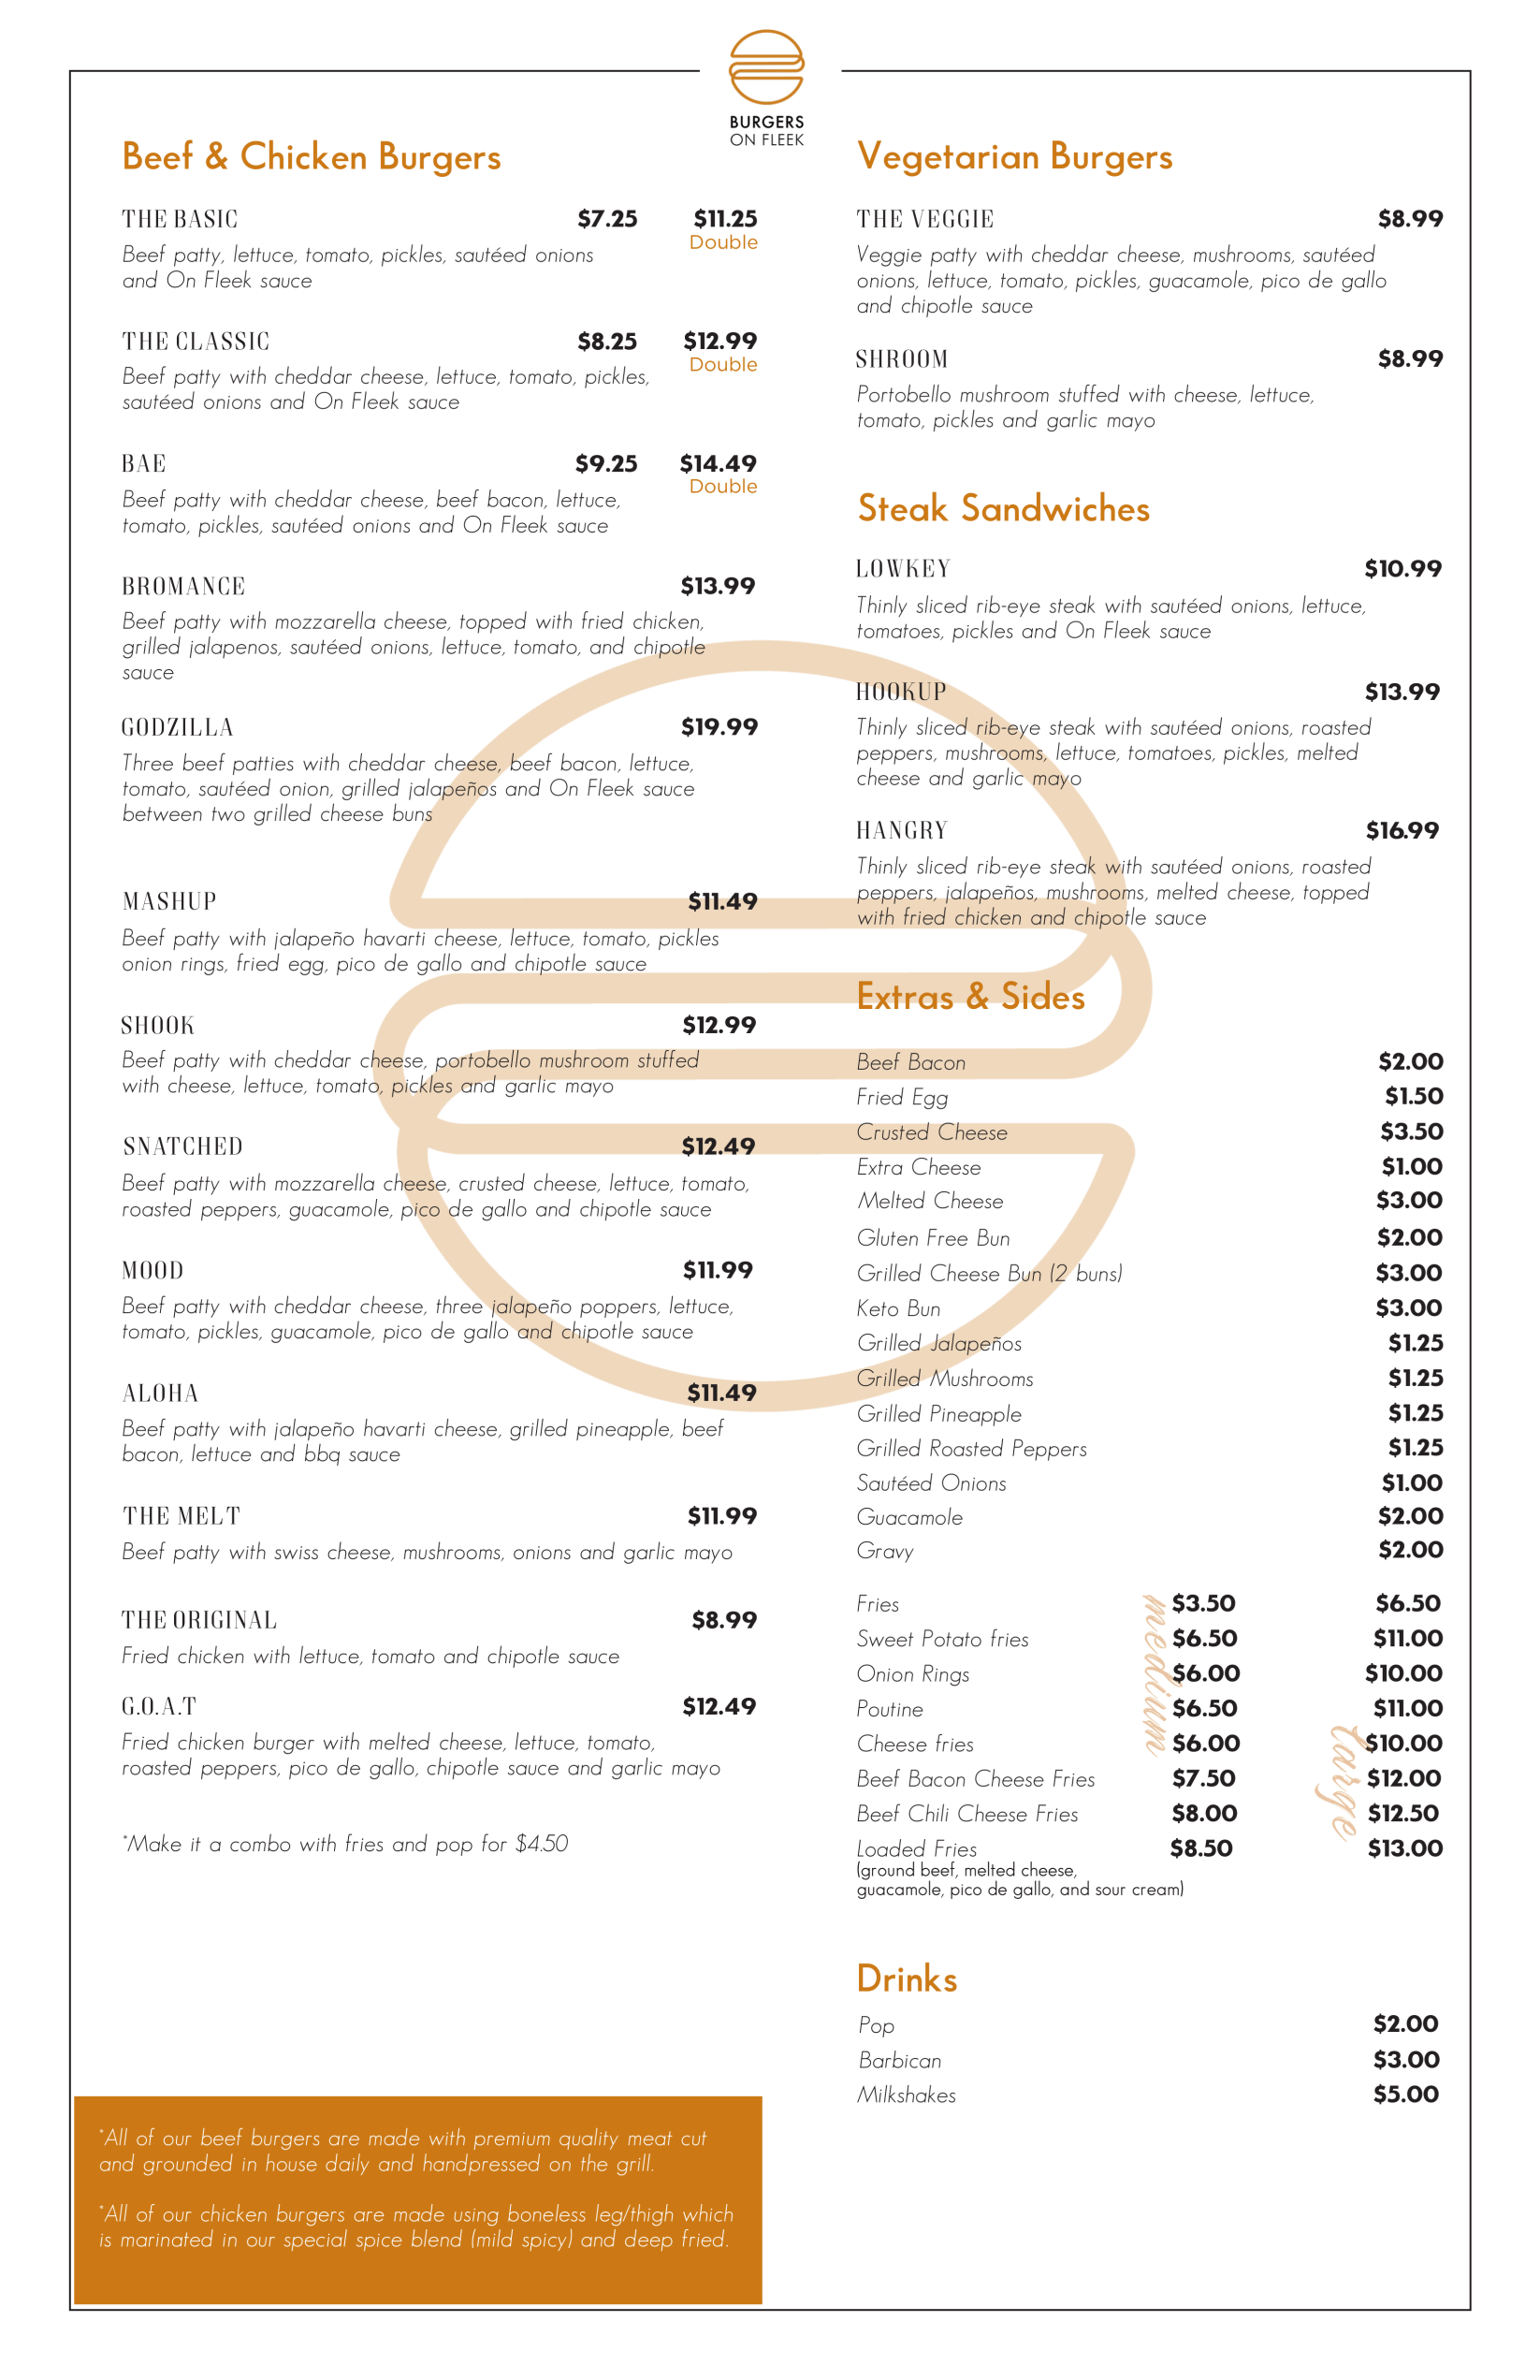 BURGERS
ON FLEEK
Beef & Chicken Burgers
THE BASIC $7.25 $11.25
Double
Beef patty, lettuce, tomato, pickles, sautéed onions
and On Fleek sauce
THE CLASSIC $8.25 $12.99
Double
Beef patty with cheddar cheese, lettuce, tomato, pickles,
sautéed onions and On Fleek sauce
BAE $9.25 $14.49
Double
Beef patty with cheddar cheese, beef bacon, lettuce,
tomato, pickles, sautéed onions and On Fleek sauce
BROMANCE $13.99
Beef patty with mozzarella cheese, topped with fried chicken,
grilled jalapenos, sautéed onions, lettuce, tomato, and chipotle
sauce
GODZILLA $19.99
Three beef patties with cheddar cheese, beef bacon, lettuce,
tomato, sautéed onion, grilled jalapeños and On Fleek sauce
between two grilled cheese buns
MASHUP $11.49
Beef patty with jalapeño havarti cheese, lettuce, tomato, pickles
onion rings, fried egg, pico de gallo and chipotle sauce
SHOOK $12.99
Beef patty with cheddar cheese, portobello mushroom stuffed
with cheese, lettuce, tomato, pickles and garlic mayo
SNATCHED $12.49
Beef patty with mozzarella cheese, crusted cheese, lettuce, tomato,
roasted peppers, guacamole, pico de gallo and chipotle sauce
MOOD $11.99
Beef patty with cheddar cheese, three jalapeño poppers, lettuce,
tomato, pickles, guacamole, pico de gallo and chipotle sauce
ALOHA $11.49
Beef patty with jalapeño havarti cheese, grilled pineapple, beef
bacon, lettuce and bbq sauce
THE MELT $11.99
Beef patty with swiss cheese, mushrooms, onions and garlic mayo
THE ORIGINAL $8.99
Fried chicken with lettuce, tomato and chipotle sauce
G.O.A.T $12.49
Fried chicken burger with melted cheese, lettuce, tomato,
roasted peppers, pico de gallo, chipotle sauce and garlic mayo
*Make it a combo with fries and pop for $4.50
*All of our beef burgers are made with premium quality meat cut
and grounded in house daily and handpressed on the grill.
*All of our chicken burgers are made using boneless leg/thigh which
is marinated in our special spice blend (mild spicy) and deep fried.
Vegetarian Burgers
THE VEGGIE $8.99
Veggie patty with cheddar cheese, mushrooms, sautéed
onions, lettuce, tomato, pickles, guacamole, pico de gallo
and chipotle sauce
SHROOM $8.99
Portobello mushroom stuffed with cheese, lettuce,
tomato, pickles and garlic mayo
Steak Sandwiches
LOWKEY $10.99
Thinly sliced rib-eye steak with sautéed onions, lettuce,
tomatoes, pickles and On Fleek sauce
HOOKUP $13.99
Thinly sliced rib-eye steak with sautéed onions, roasted
peppers, mushrooms, lettuce, tomatoes, pickles, melted
cheese and garlic mayo
HANGRY $16.99
Thinly sliced rib-eye steak with sautéed onions, roasted
peppers, jalapeños, mushrooms, melted cheese, topped
with fried chicken and chipotle sauce
Extras & Sides
Beef Bacon $2.00
Fried Egg $1.50
Crusted Cheese $3.50
Extra Cheese $1.00
Melted Cheese $3.00
Gluten Free Bun $2.00
Grilled Cheese Bun (2 buns) $3.00
Keto Bun $3.00
Grilled Jalapeños $1.25
Grilled Mushrooms $1.25
Grilled Pineapple $1.25
Grilled Roasted Peppers $1.25
Sautéed Onions $1.00
Guacamole $2.00
Gravy $2.00
medium
large
Fries $3.50 $6.50
Sweet Potato fries $6.50 $11.00
Onion Rings $6.00 $10.00
Poutine $6.50 $11.00
Cheese fries $6.00 $10.00
Beef Bacon Cheese Fries $7.50 $12.00
Beef Chili Cheese Fries $8.00 $12.50
Loaded Fries $8.50 $13.00
(ground beef, melted cheese,
guacamole, pico de gallo, and sour cream)
Drinks
Pop $2.00
Barbican $3.00
Milkshakes $5.00